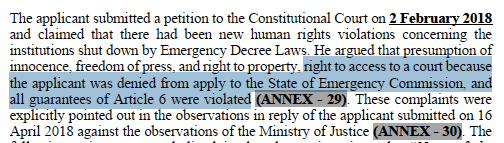 The applicant submitted a petition to the Constitutional Court on 2 February 2018
and claimed that there had been new human rights violations concerning the
institutions shut down by Emergency Decree Laws. He argued that presumption of
innocence, freedom of press, and right to property, right to access to a court because
the applicant was denied from apply to the State of Emergency Commission, and
all guarantees of Article 6 were violated (ANNEX - 29). These complaints were
explicitly pointed out in the observations in reply of the applicant submitted on 16
April 2018 against the observations of the Ministry of Justice (ANNEX - 30). The